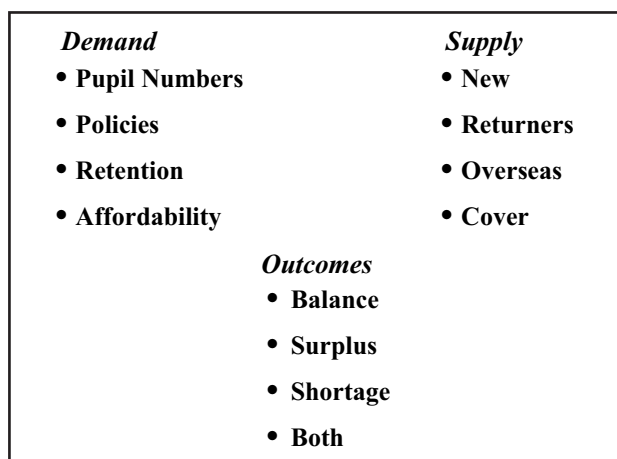 Demand
• Pupil Numbers
• Policies
• Retention
• Affordability
Supply
• New
• Returners
• Overseas
• Cover
Outcomes
• Balance
• Surplus
• Shortage
• Both